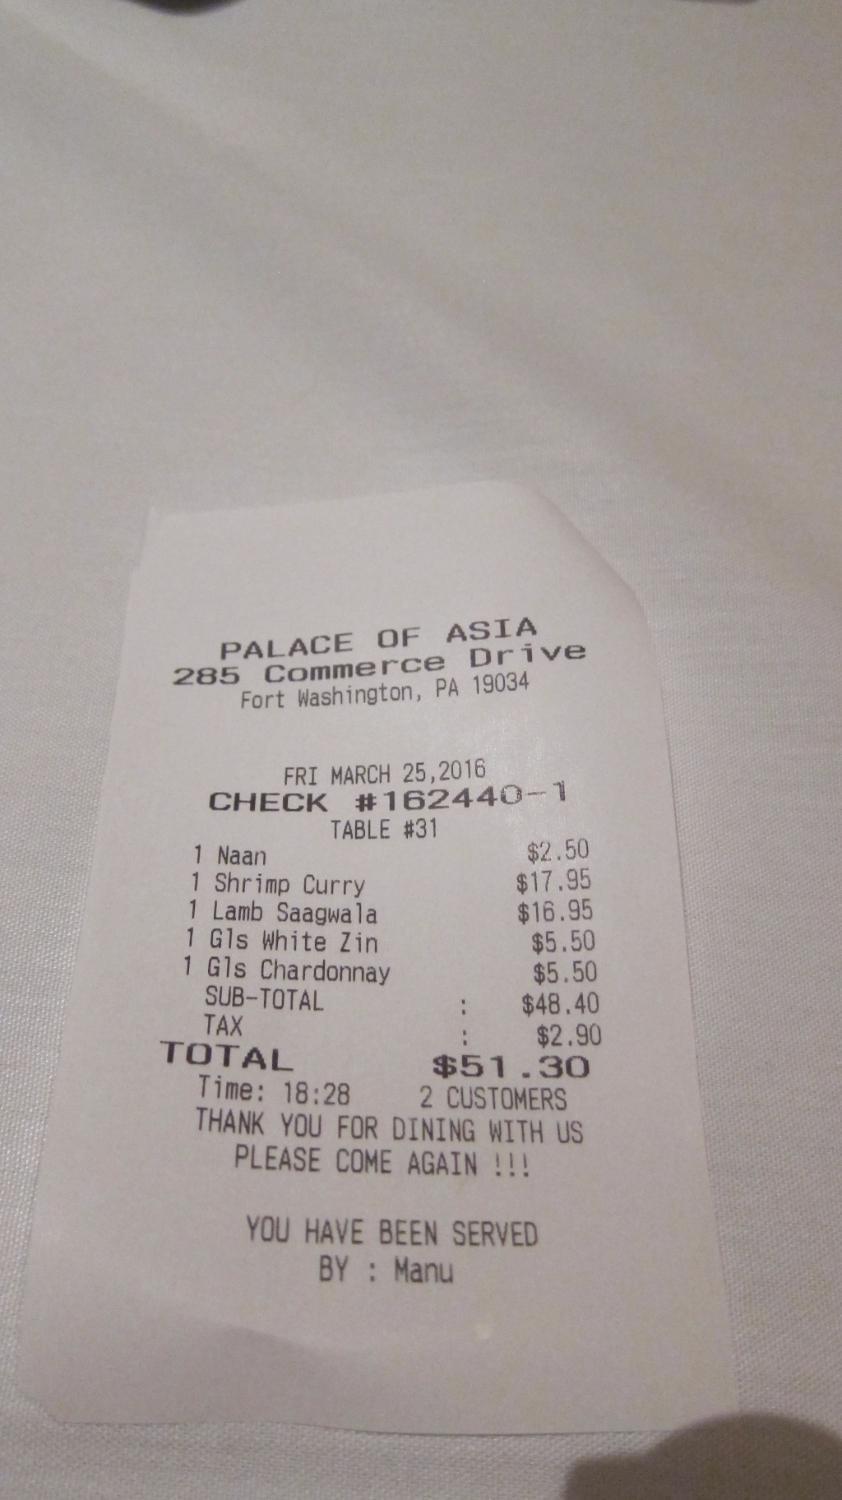 PALACE OF ASIA
285 Commerce Drive
Fort Washington, PA 19034
FRI MARCH 25,2016
CHECK #162440-1
TABLE #31
1 Naan $2.50
1 Shrimp Curry $17.95
1 Lamb Saagwala $16.95
1 Gls White Zin $5.50
1 Gls Chardonnay $5.50
SUB-TOTAL : $48.40
TAX : $2.90
TOTAL $51.30
Time: 18:28 2 CUSTOMERS
THANK YOU FOR DINING WITH US
PLEASE COME AGAIN !!!
YOU HAVE BEEN SERVED
BY : Manu